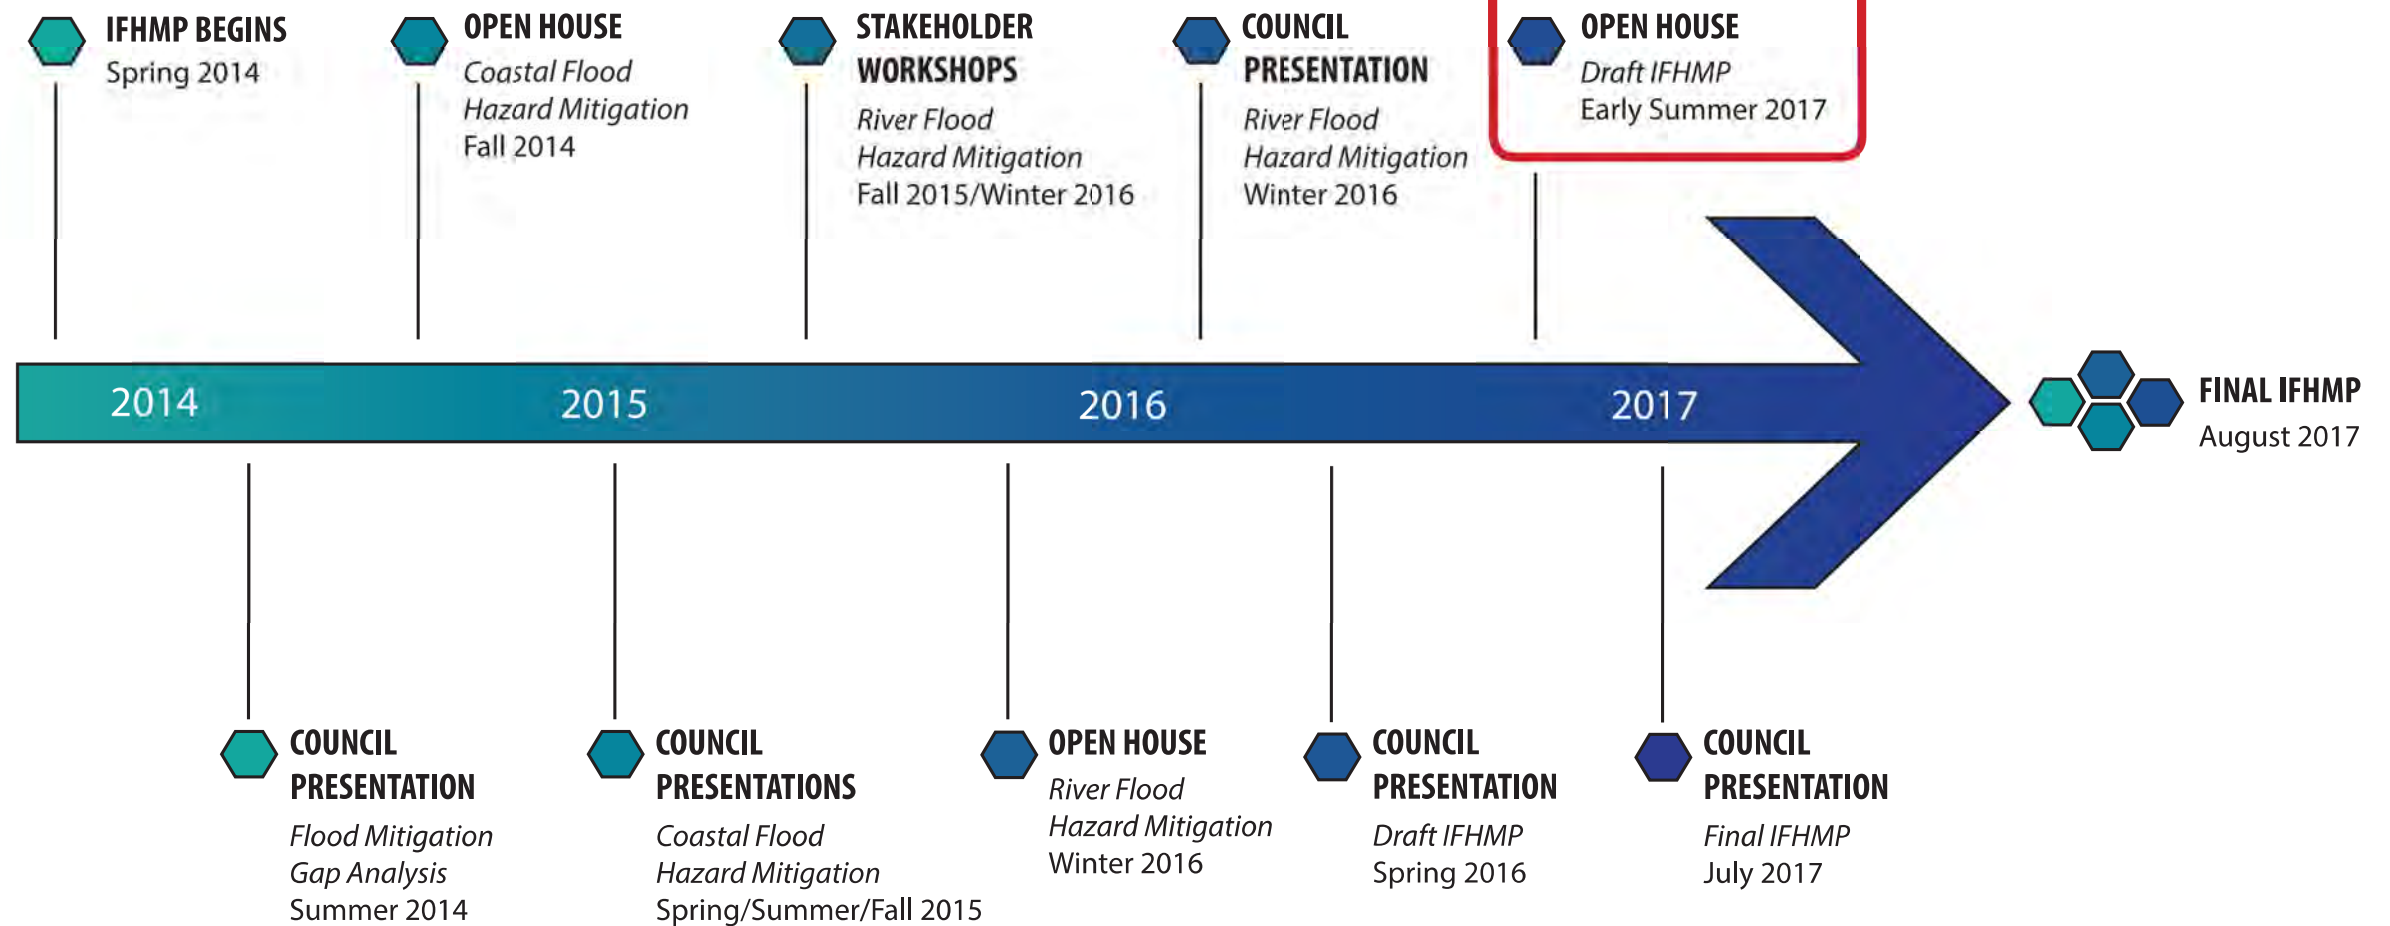 IFHMP BEGINS
Spring 2014
OPEN HOUSE
Coastal Flood
Hazard Mitigation
Fall 2014
STAKEHOLDER
WORKSHOPS
River Flood
Hazard Mitigation
Fall 2015/Winter 2016
COUNCIL
PRESENTATION
River Flood
Hazard Mitigation
Winter 2016
OPEN HOUSE
Draft IFHMP
Early Summer 2017
2014
2015
2016
2017
FINAL IFHMP
August 2017
COUNCIL
PRESENTATION
Flood Mitigation
Gap Analysis
Summer 2014
COUNCIL
PRESENTATIONS
Coastal Flood
Hazard Mitigation
Spring/Summer/Fall 2015
OPEN HOUSE
River Flood
Hazard Mitigation
Winter 2016
COUNCIL
PRESENTATION
Draft IFHMP
Spring 2016
COUNCIL
PRESENTATION
Final IFHMP
July 2017